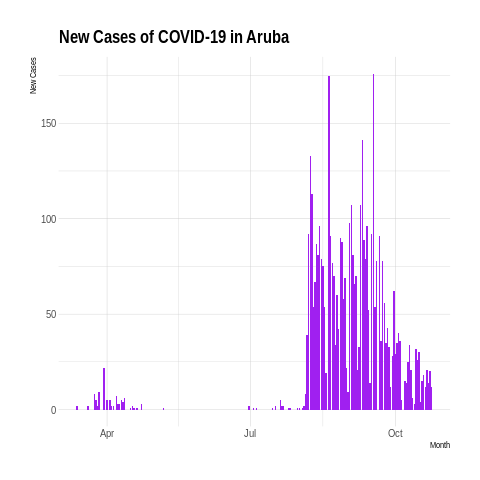 New Cases of COVID-19 in Aruba
New Cases
150
100
50
0
Apr
Jul
Oct
Month